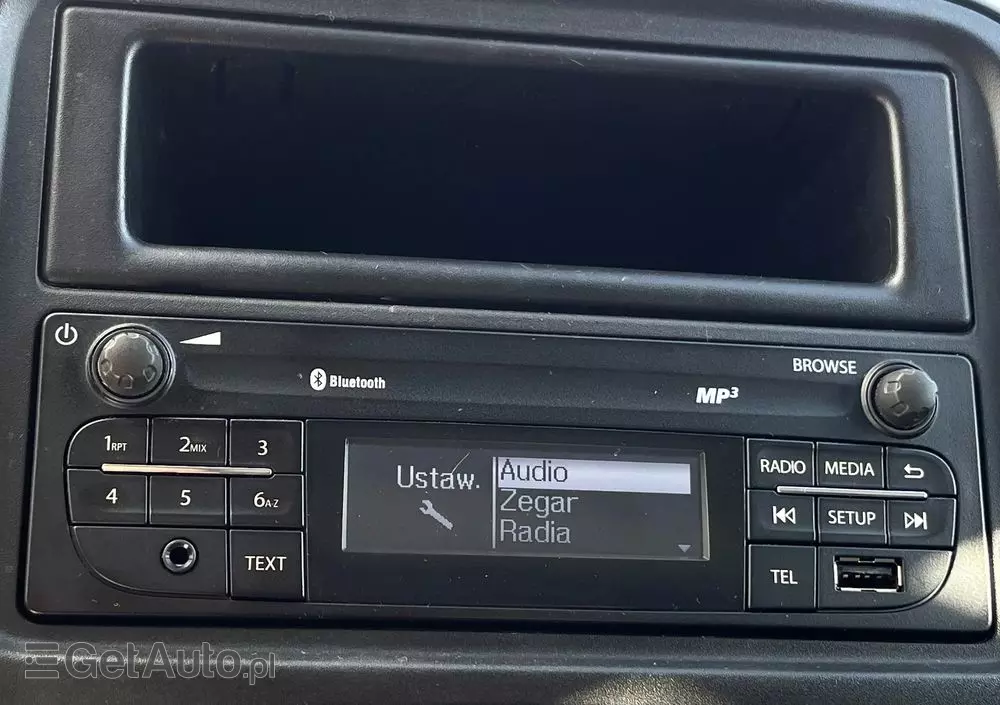 Bluetooth
MP3
BROWSE
1RPT 2MIX 3
4 5 6A-Z
TEXT
Ustaw.
Audio
Zegar
Radia
RADIO MEDIA
SETUP
TEL
GetAuto.pl